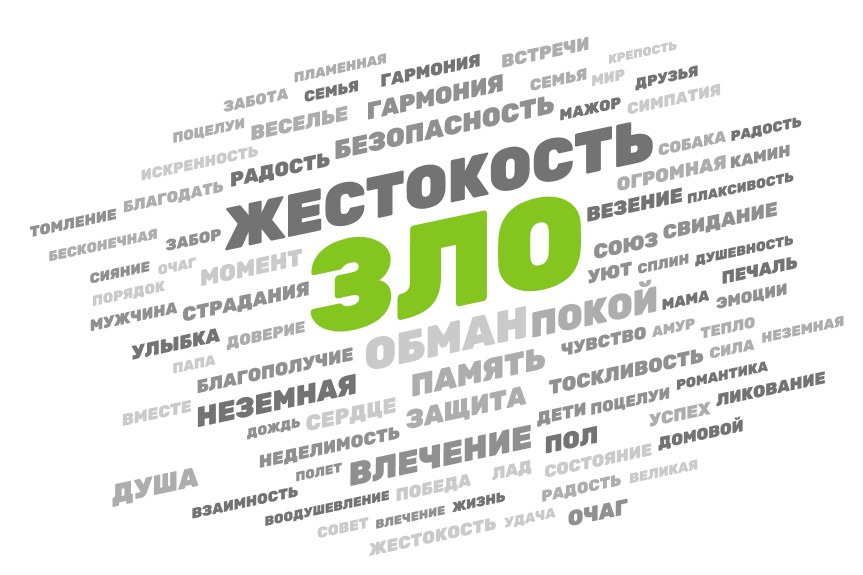 ПЛАМЕННАЯ
ГАРМОНИЯ
ВСТРЕЧИ
КРЕПОСТЬ
ЗАБОТА
СЕМЬЯ
ГАРМОНИЯ
СЕМЬЯ
МИР
ДРУЗЬЯ
ПОЦЕЛУИ
ВЕСЕЛЬЕ
БЕЗОПАСНОСТЬ
МАЖОР
СИМПАТИЯ
ИСКРЕННОСТЬ
РАДОСТЬ
ЖЕСТОКОСТЬ
СОБАКА
РАДОСТЬ
ТОМЛЕНИЕ
БЛАГОДАТЬ
ОГРОМНАЯ
КАМИН
БЕСКОНЕЧНАЯ
ЗАБОР
ЗЛО
ВЕЗЕНИЕ
ПЛАКСИВОСТЬ
СИЯНИЕ
ОЧАГ
МОМЕНТ
СОЮЗ
СВИДАНИЕ
ПОРЯДОК
УЮТ
СПЛИН
ДУШЕВНОСТЬ
МУЖЧИНА
СТРАДАНИЯ
ПЕЧАЛЬ
УЛЫБКА
ДОВЕРИЕ
ОБМАН
ПОКОЙ
МАМА
ЭМОЦИИ
ПАПА
БЛАГОПОЛУЧИЕ
ЧУВСТВО
АМУР
ТЕПЛО
ПАМЯТЬ
ТОСКЛИВОСТЬ
СИЛА
НЕЗЕМНАЯ
ВМЕСТЕ
НЕЗЕМНАЯ
ДОЖДЬ
СЕРДЦЕ
ЗАЩИТА
ДЕТИ
ПОЦЕЛУИ
РОМАНТИКА
ЛИКОВАНИЕ
НЕДЕЛИМОСТЬ
ВЛЕЧЕНИЕ
ПОЛ
УСПЕХ
ДОМОВОЙ
ДУША
ПОЛЕТ
ЛАД
СОСТОЯНИЕ
ВЗАИМНОСТЬ
ВООДУШЕВЛЕНИЕ
ПОБЕДА
РАДОСТЬ
ВЕЛИКАЯ
СОВЕТ
ВЛЕЧЕНИЕ
ЖИЗНЬ
ЖЕСТОКОСТЬ
УДАЧА
ОЧАГ